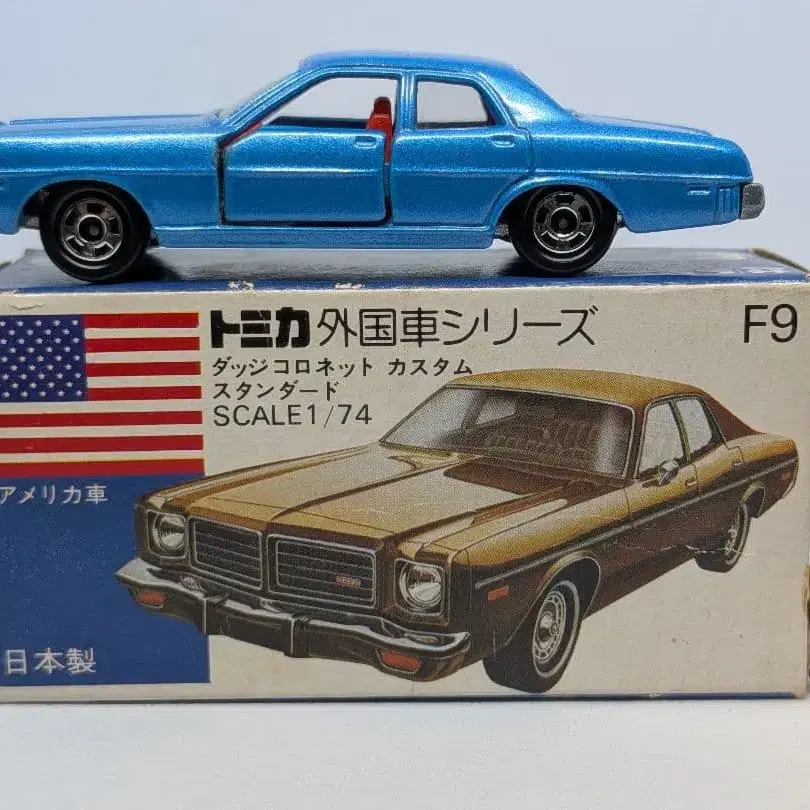 トミカ 外国車シリーズ F9
ダッジコロネット カスタム
スタンダード
SCALE1/74
アメリカ車
日本製